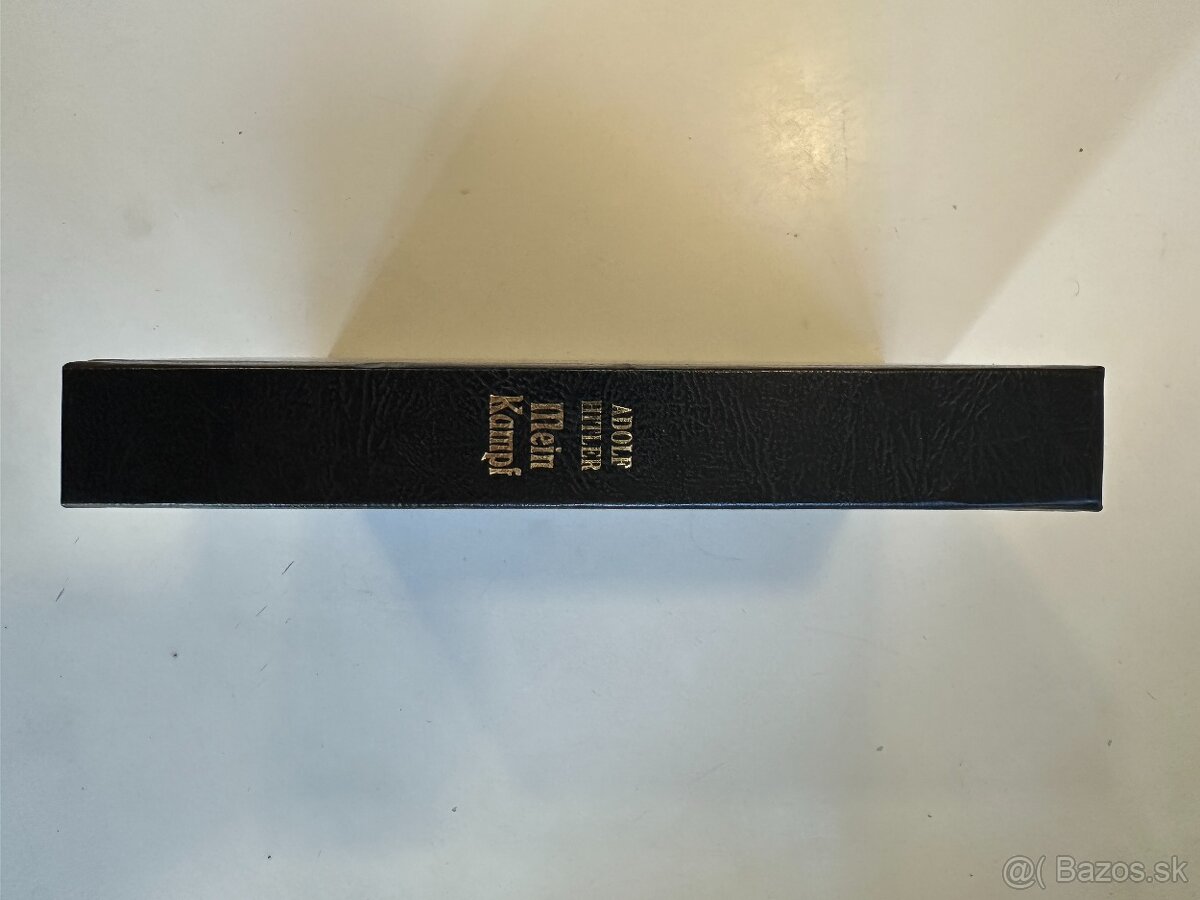 ADOLF
HITLER
Mein
Kampf
@( Bazos.sk